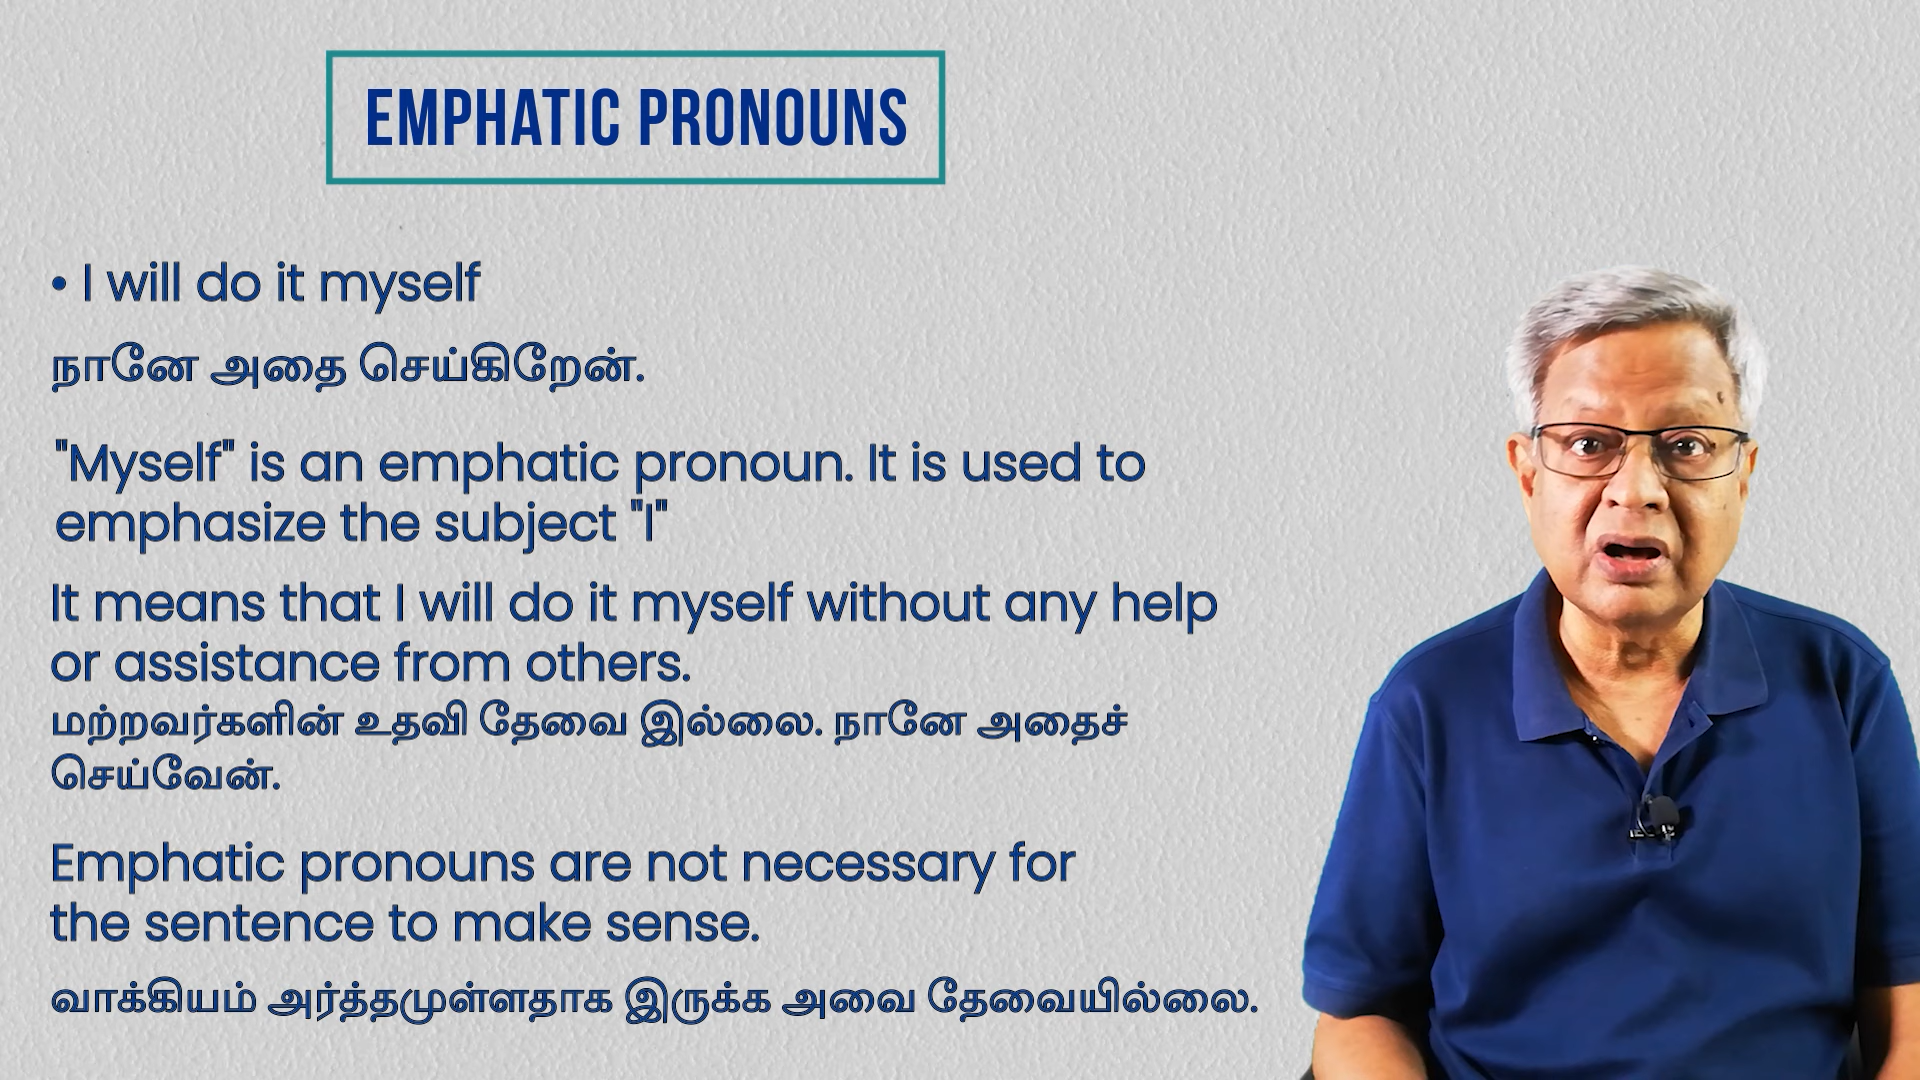 EMPHATIC PRONOUNS
• I will do it myself
நானே அதை செய்கிறேன்.
"Myself" is an emphatic pronoun. It is used to
emphasize the subject "I"
It means that I will do it myself without any help
or assistance from others.
மற்றவர்களின் உதவி தேவை இல்லை. நானே அதைச்
செய்வேன்.
Emphatic pronouns are not necessary for
the sentence to make sense.
வாக்கியம் அர்த்தமுள்ளதாக இருக்க அவை தேவையில்லை.